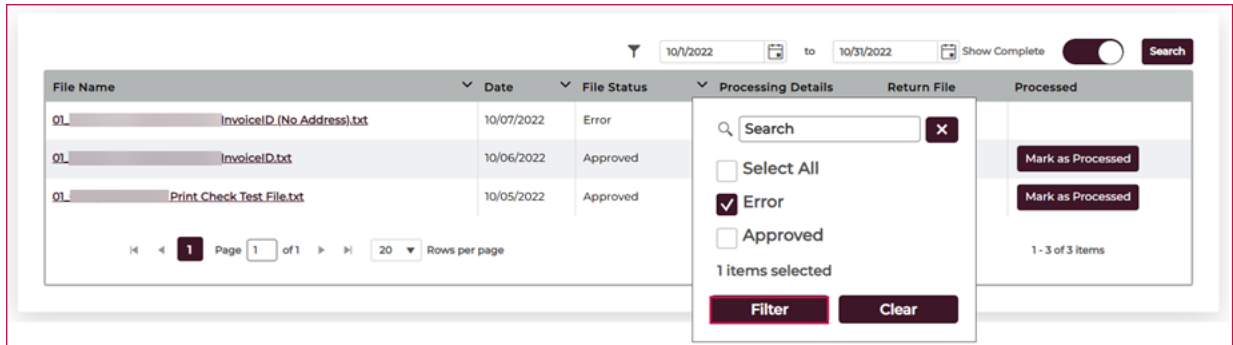 10/1/2022 to 10/31/2022 Show Complete Search
File Name Date File Status Processing Details Return File Processed
01_ InvoiceID (No Address).txt 10/07/2022 Error
Search
01_ InvoiceID.txt 10/06/2022 Approved Mark as Processed
Select All
01_ Print Check Test File.txt 10/05/2022 Approved Mark as Processed
Error
Approved
1 Page 1 of 1 20 Rows per page 1 - 3 of 3 items
1 items selected
Filter Clear